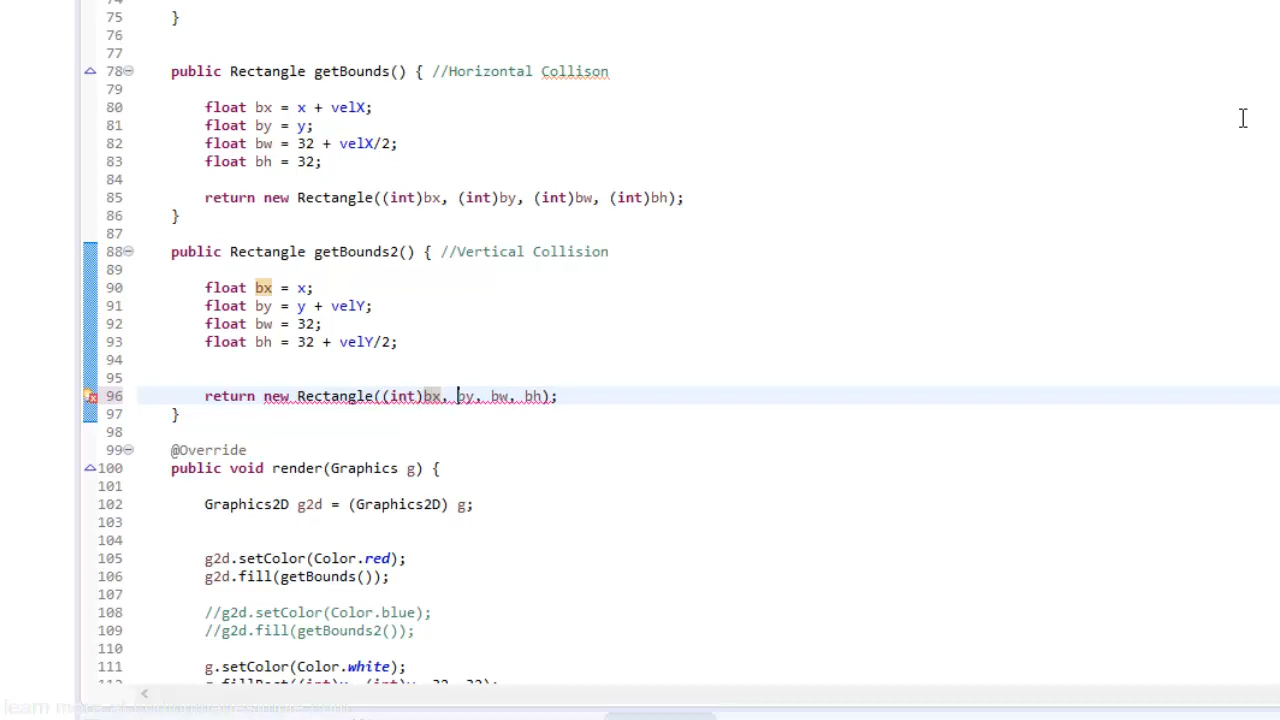 75 }
76
77
78 public Rectangle getBounds() { //Horizontal Collison
79
80 float bx = x + velX;
81 float by = y;
82 float bw = 32 + velX/2;
83 float bh = 32;
84
85 return new Rectangle((int)bx, (int)by, (int)bw, (int)bh);
86 }
87
88 public Rectangle getBounds2() { //Vertical Collision
89
90 float bx = x;
91 float by = y + velY;
92 float bw = 32;
93 float bh = 32 + velY/2;
94
95
96 return new Rectangle((int)bx, by, bw, bh);
97 }
98
99 @Override
100 public void render(Graphics g) {
101
102 Graphics2D g2d = (Graphics2D) g;
103
104
105 g2d.setColor(Color.red);
106 g2d.fill(getBounds());
107
108 //g2d.setColor(Color.blue);
109 //g2d.fill(getBounds2());
110
111 g.setColor(Color.white);
learn more at